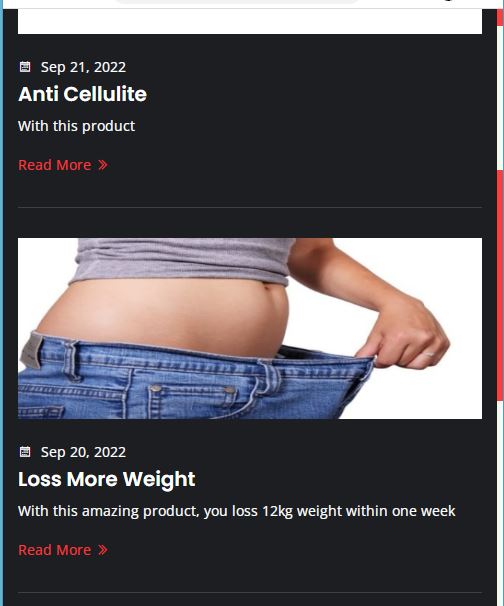 Sep 21, 2022
Anti Cellulite
With this product
Read More
Sep 20, 2022
Loss More Weight
With this amazing product, you loss 12kg weight within one week
Read More